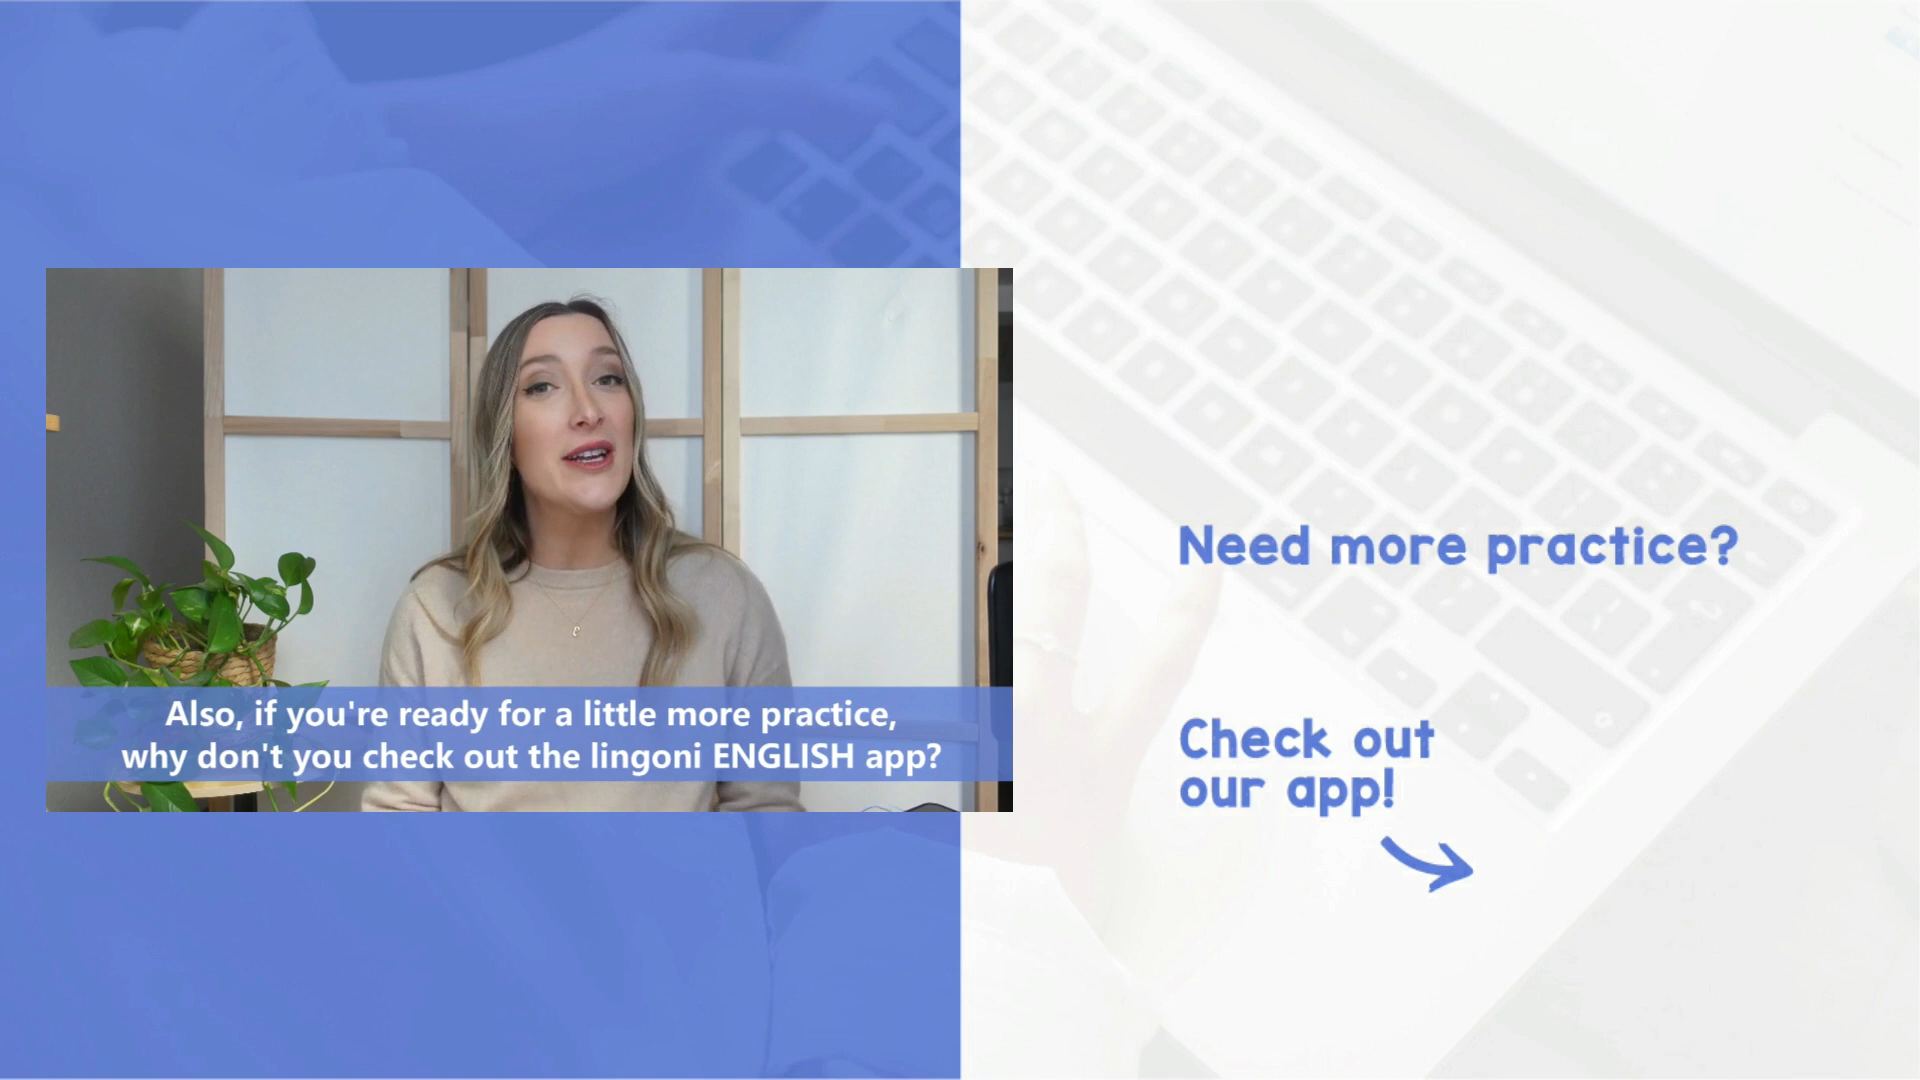 Also, if you're ready for a little more practice,
why don't you check out the lingoni ENGLISH app?
Need more practice?
Check out
our app!